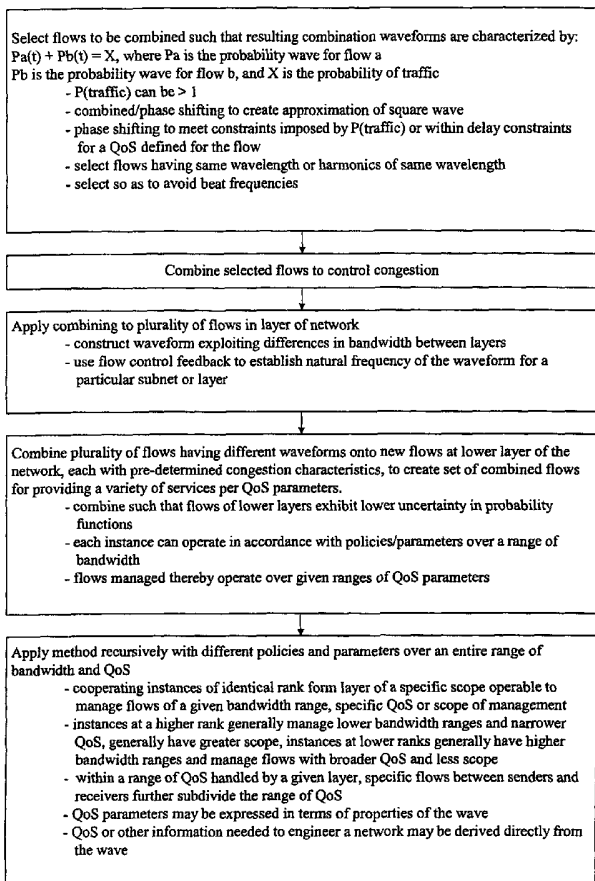 Select flows to be combined such that resulting combination waveforms are characterized by:
Pa(t) + Pb(t) = X, where Pa is the probability wave for flow a
Pb is the probability wave for flow b, and X is the probability of traffic
- P(traffic) can be > 1
- combined/phase shifting to create approximation of square wave
- phase shifting to meet constraints imposed by P(traffic) or within delay constraints
for a QoS defined for the flow
- select flows having same wavelength or harmonics of same wavelength
- select so as to avoid beat frequencies
Combine selected flows to control congestion
Apply combining to plurality of flows in layer of network
- construct waveform exploiting differences in bandwidth between layers
- use flow control feedback to establish natural frequency of the waveform for a
particular subnet or layer
Combine plurality of flows having different waveforms onto new flows at lower layer of the
network, each with pre-determined congestion characteristics, to create set of combined flows
for providing a variety of services per QoS parameters.
- combine such that flows of lower layers exhibit lower uncertainty in probability
functions
- each instance can operate in accordance with policies/parameters over a range of
bandwidth
- flows managed thereby operate over given ranges of QoS parameters
Apply method recursively with different policies and parameters over an entire range of
bandwidth and QoS
- cooperating instances of identical rank form layer of a specific scope operable to
manage flows of a given bandwidth range, specific QoS or scope of management
- instances at a higher rank generally manage lower bandwidth ranges and narrower
QoS, generally have greater scope, instances at lower ranks generally have higher
bandwidth ranges and manage flows with broader QoS and less scope
- within a range of QoS handled by a given layer, specific flows between senders and
receivers further subdivide the range of QoS
- QoS parameters may be expressed in terms of properties of the wave
- QoS or other information needed to engineer a network may be derived directly from
the wave